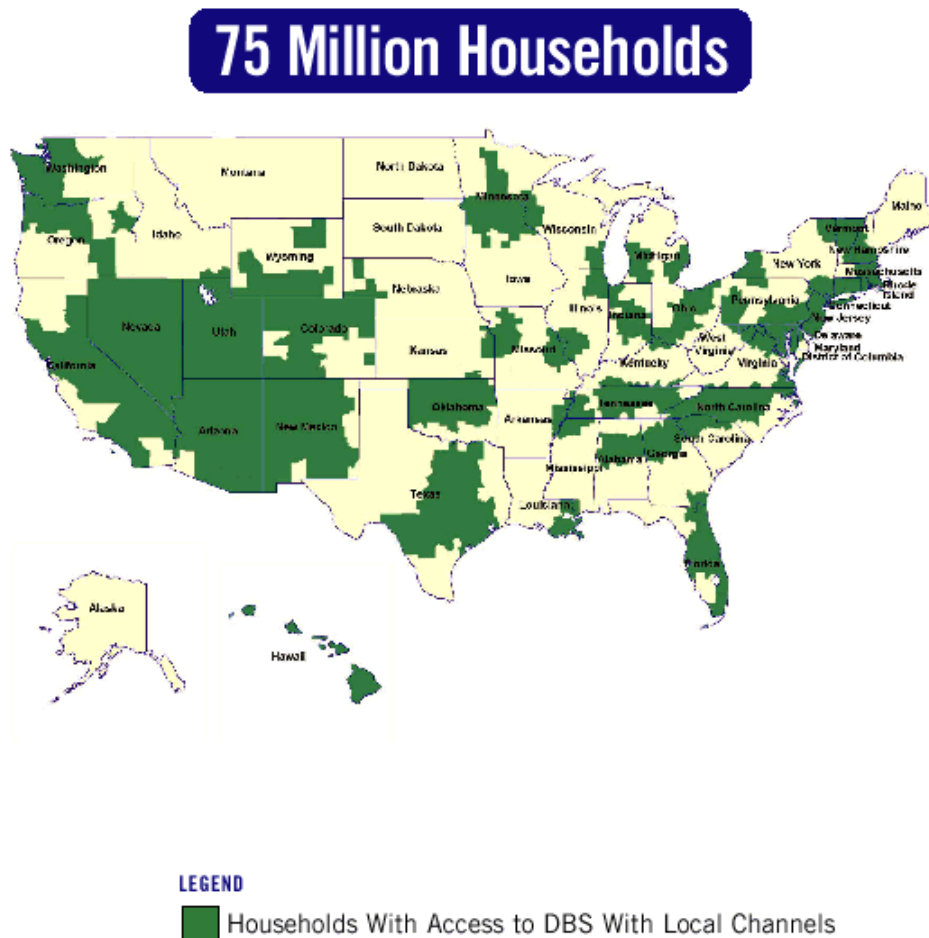 75 Million Households
Washington
Montana
North Dakota
Minnesota
Maine
Vermont
New Hampshire
Oregon
Idaho
Wyoming
South Dakota
Wisconsin
Michigan
New York
Massachusetts
Rhode
Island
Connecticut
Nebraska
Iowa
Illinois
Indiana
Ohio
Pennsylvania
New Jersey
Nevada
Utah
Colorado
Kansas
Missouri
West
Virginia
Delaware
Maryland
District of Columbia
California
Kentucky
Virginia
Arizona
New Mexico
Oklahoma
Arkansas
Tennessee
North Carolina
South Carolina
Mississippi
Alabama
Georgia
Texas
Louisiana
Florida
Alaska
Hawaii
LEGEND
Households With Access to DBS With Local Channels